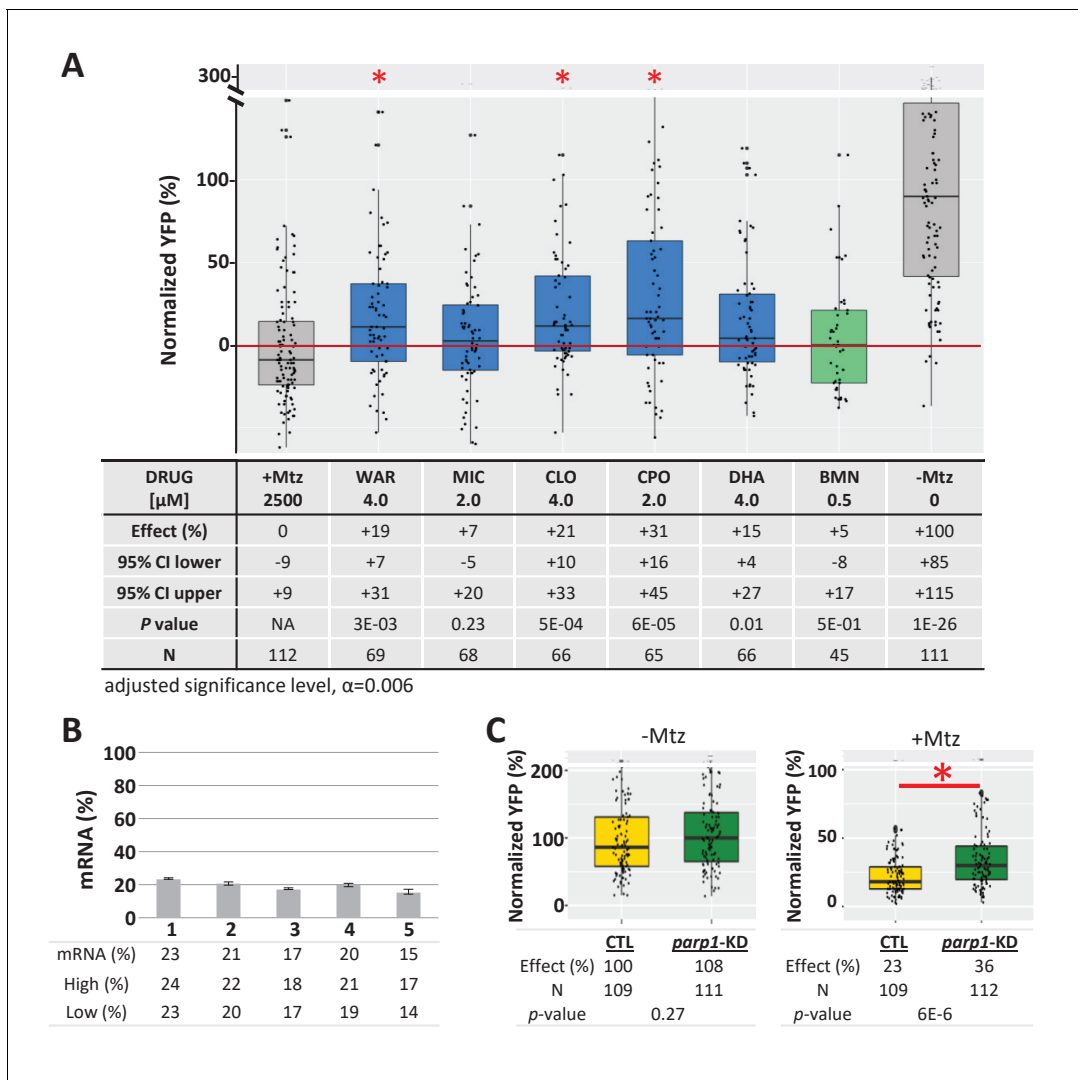 A
300
* * *
100
50
0
Normalized YFP (%)
DRUG +Mtz WAR MIC CLO CPO DHA BMN -Mtz
[µM] 2500 4.0 2.0 4.0 2.0 4.0 0.5 0
Effect (%) 0 +19 +7 +21 +31 +15 +5 +100
95% CI lower -9 +7 -5 +10 +16 +4 -8 +85
95% CI upper +9 +31 +20 +33 +45 +27 +17 +115
P value NA 3E-03 0.23 5E-04 6E-05 0.01 5E-01 1E-26
N 112 69 68 66 65 66 45 111
adjusted significance level, α=0.006
B
100
80
60
40
20
0
mRNA (%)
1 2 3 4 5
mRNA (%) 23 21 17 20 15
High (%) 24 22 18 21 17
Low (%) 23 20 17 19 14
C
-Mtz
200
100
0
Normalized YFP (%)
CTL parp1-KD
Effect (%) 100 108
N 109 111
p-value 0.27
+Mtz
*
100
50
0
Normalized YFP (%)
CTL parp1-KD
Effect (%) 23 36
N 109 112
p-value 6E-6